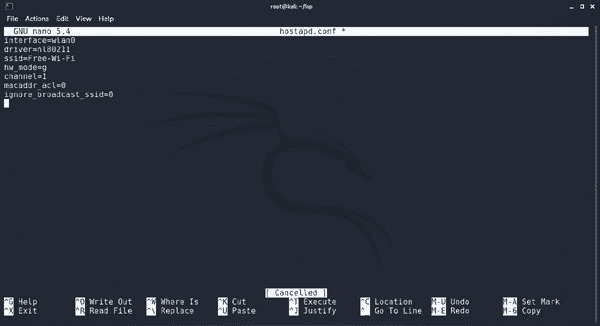 root@kali: ~/fap
File Actions Edit View Help
GNU nano 5.4 hostapd.conf *
interface=wlan0
driver=nl80211
ssid=Free-Wi-Fi
hw_mode=g
channel=1
macaddr_acl=0
ignore_broadcast_ssid=0
[ Cancelled ]
^G Help ^O Write Out ^W Where Is ^K Cut ^T Execute ^C Location M-U Undo M-A Set Mark
^X Exit ^R Read File ^\ Replace ^U Paste ^J Justify ^_ Go To Line M-E Redo M-6 Copy